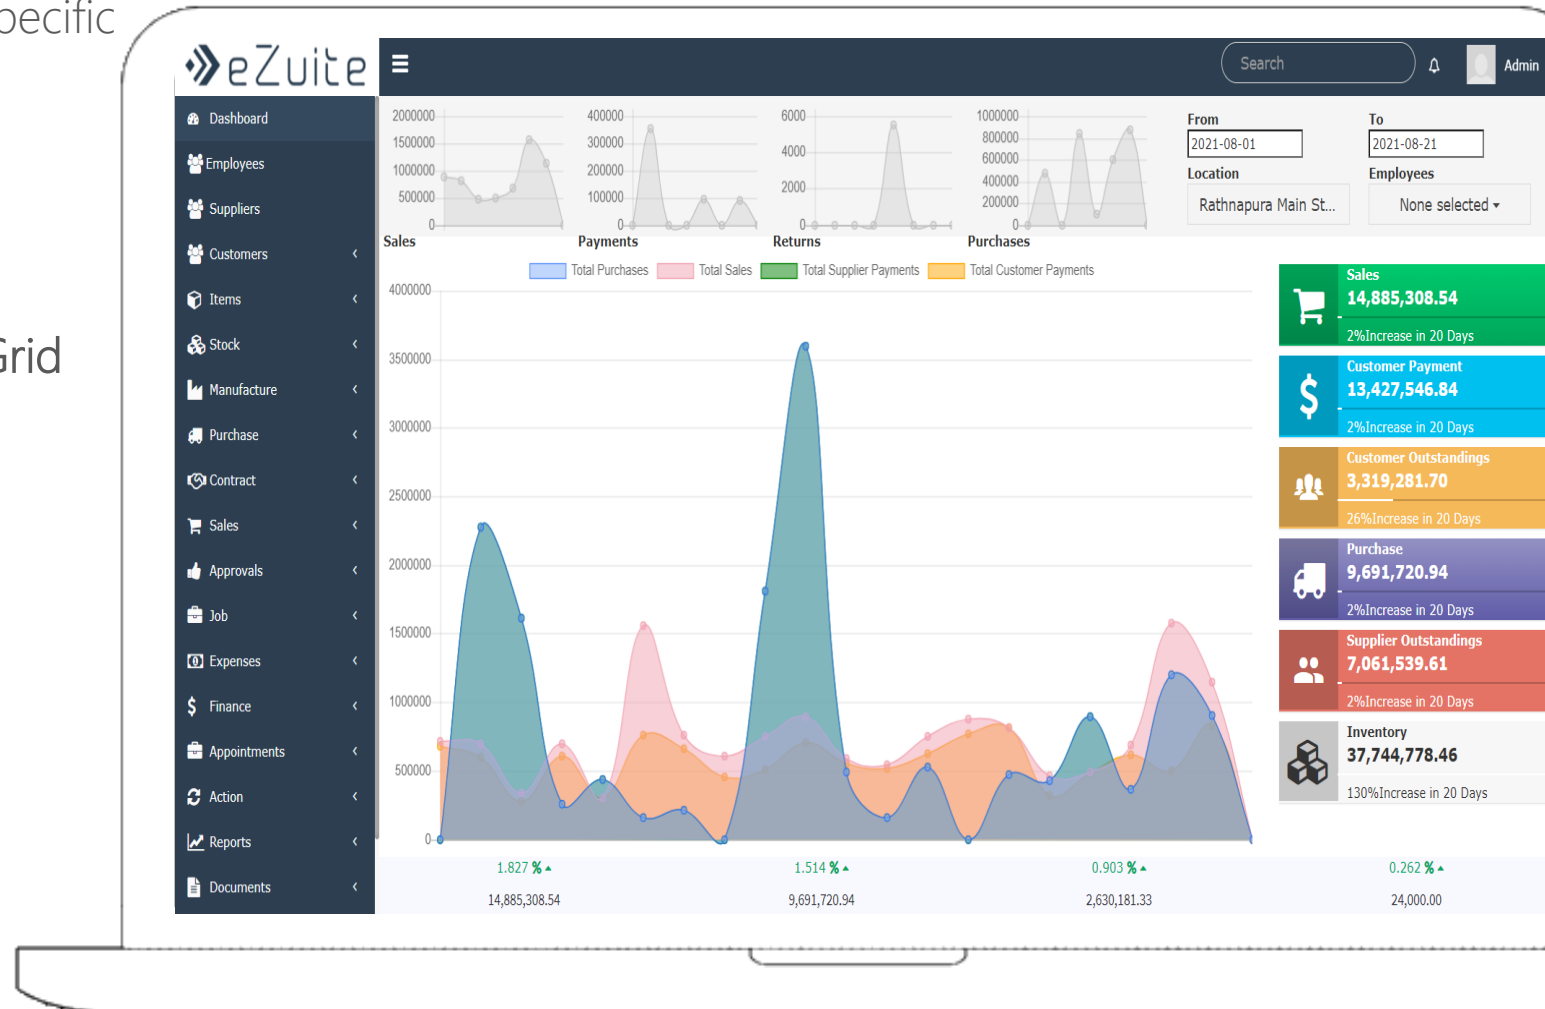 pecific
Grid
eZuite
Search
Admin
Dashboard
Employees
Suppliers
Customers
Items
Stock
Manufacture
Purchase
Contract
Sales
Approvals
Job
Expenses
Finance
Appointments
Action
Reports
Documents
2000000
1500000
1000000
500000
0
Sales
400000
300000
200000
100000
0
Payments
6000
4000
2000
0
Returns
1000000
800000
600000
400000
200000
0
Purchases
From
2021-08-01
To
2021-08-21
Location
Rathnapura Main St...
Employees
None selected
Total Purchases Total Sales Total Supplier Payments Total Customer Payments
4000000
3500000
3000000
2500000
2000000
1500000
1000000
500000
0
Sales
14,885,308.54
2%Increase in 20 Days
Customer Payment
13,427,546.84
2%Increase in 20 Days
Customer Outstandings
3,319,281.70
26%Increase in 20 Days
Purchase
9,691,720.94
2%Increase in 20 Days
Supplier Outstandings
7,061,539.61
2%Increase in 20 Days
Inventory
37,744,778.46
130%Increase in 20 Days
1.827 % 1.514 % 0.903 % 0.262 %
14,885,308.54 9,691,720.94 2,630,181.33 24,000.00